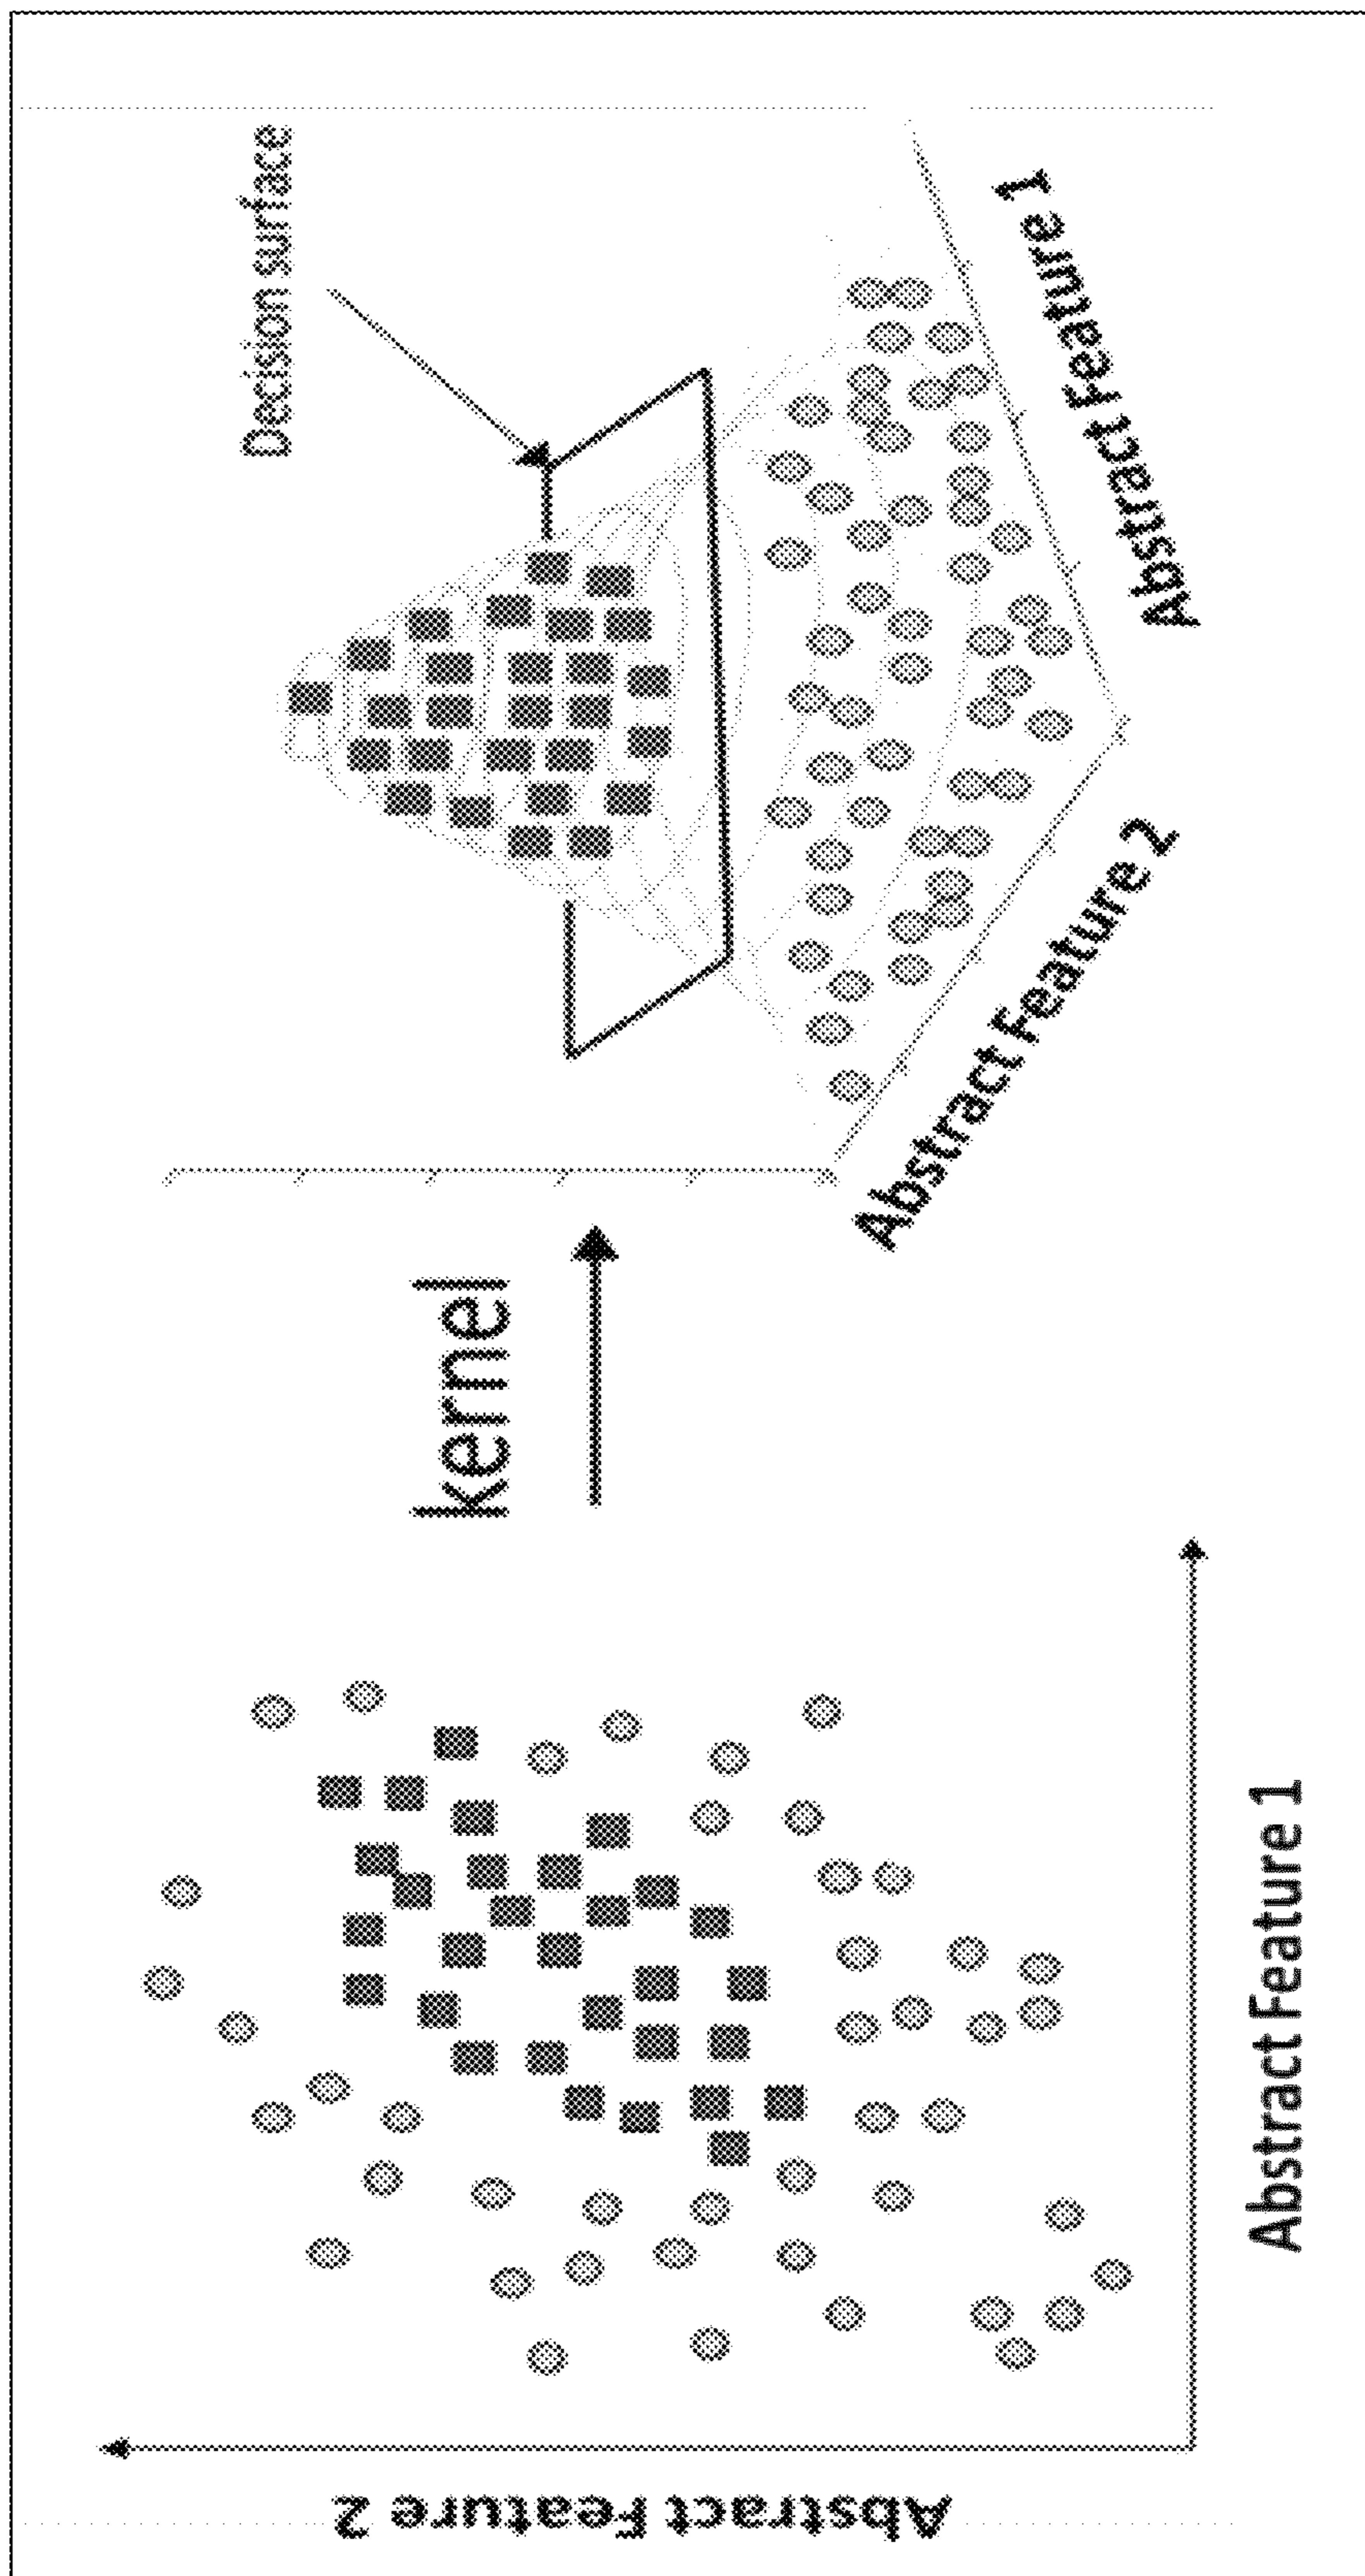 Abstract Feature 2
Abstract Feature 1
kernel
Decision surface
Abstract Feature 2
Abstract Feature 1